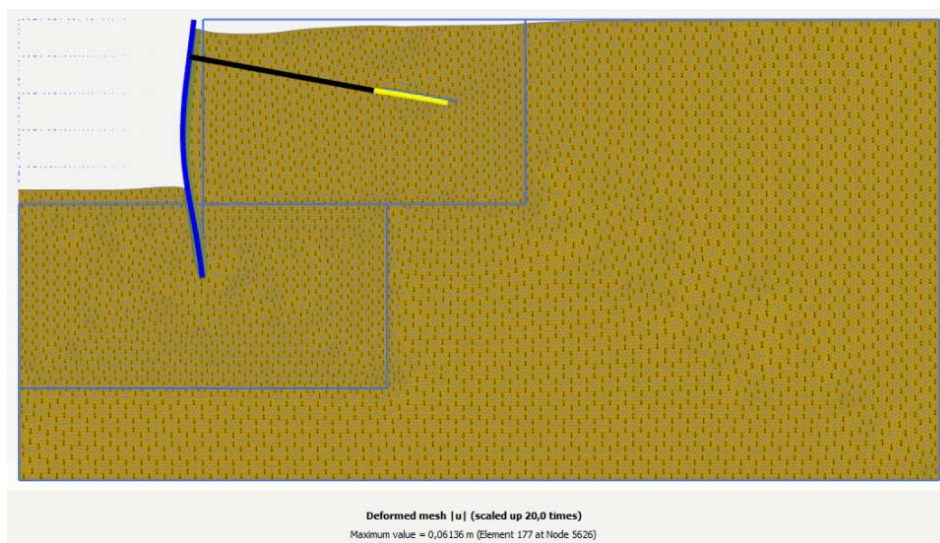 Deformed mesh |u| (scaled up 20,0 times)
Maximum value = 0,06136 m (Element 177 at Node 5626)